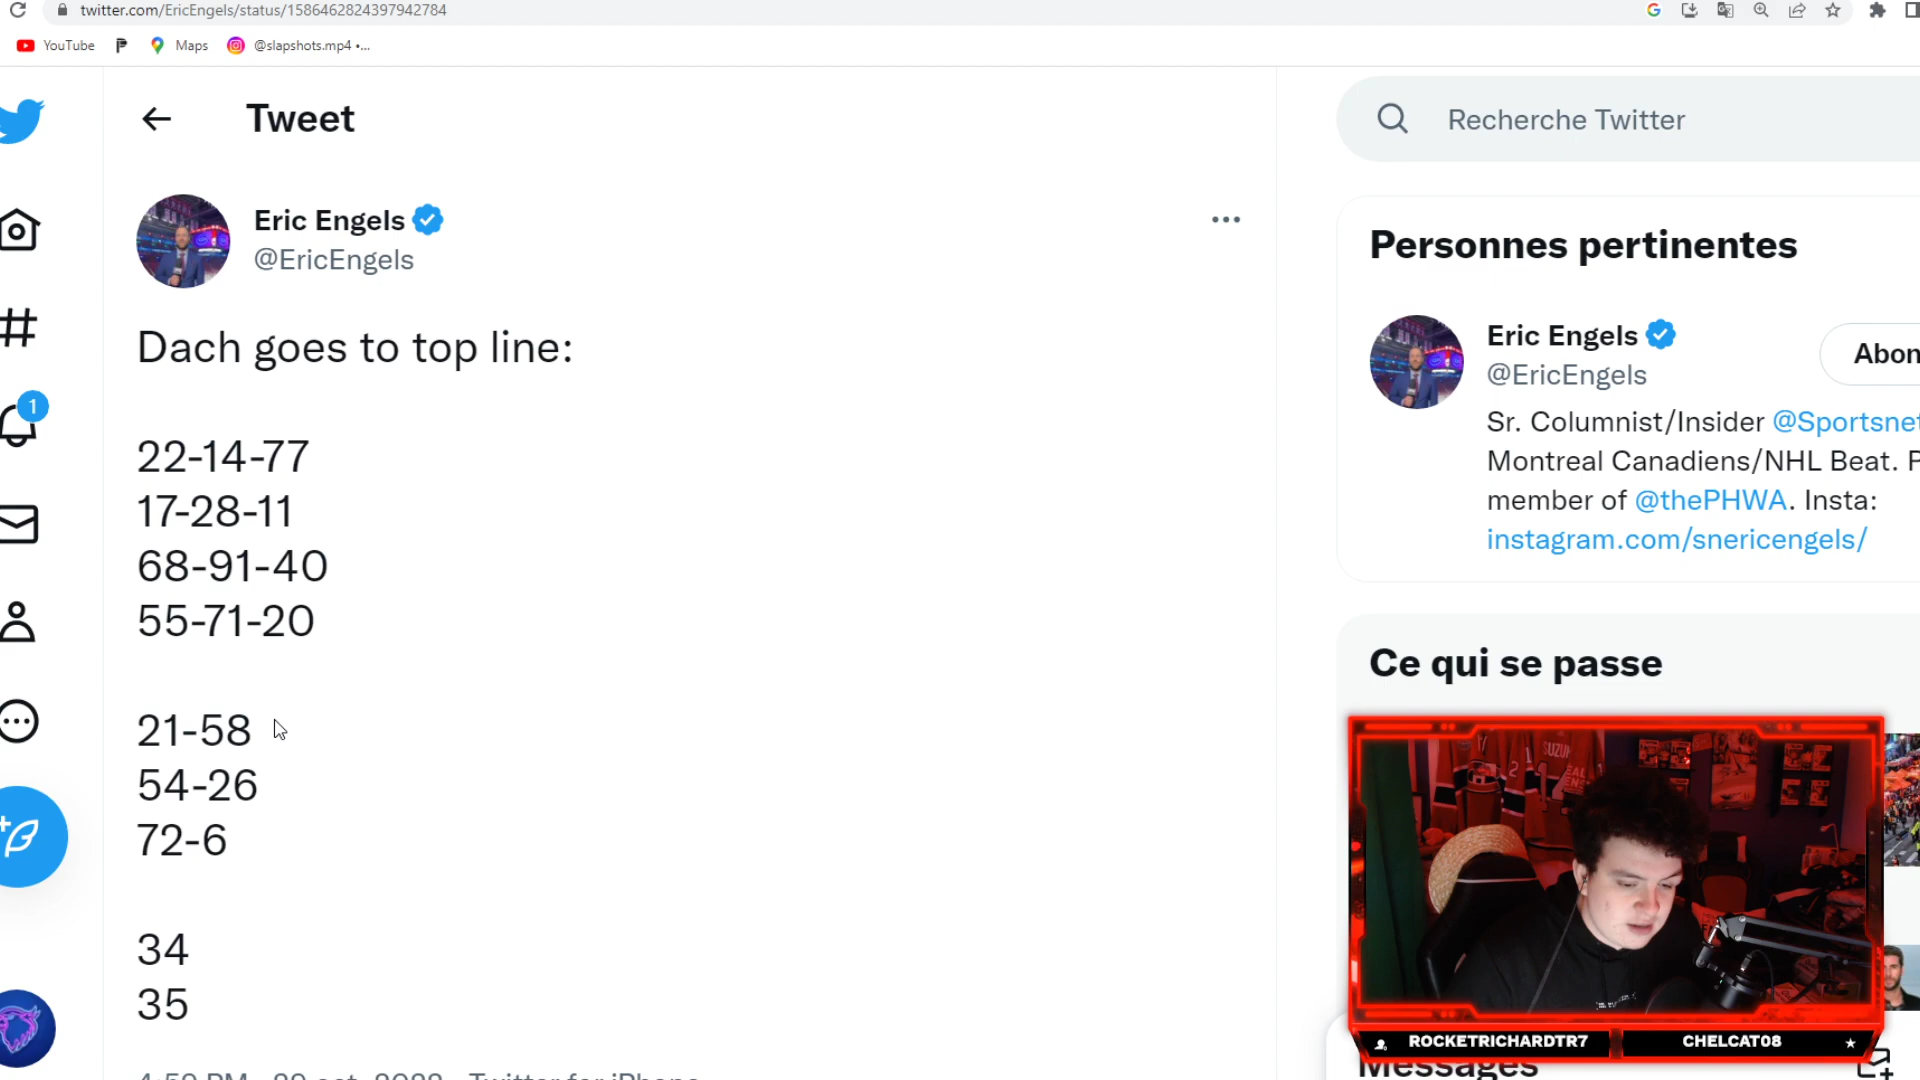 twitter.com/EricEngels/status/1586462824397942784
YouTube
Maps
@slapshots.mp4 •...
Tweet
Recherche Twitter
Eric Engels
@EricEngels
Dach goes to top line:
22-14-77
17-28-11
68-91-40
55-71-20
21-58
54-26
72-6
34
35
1
Personnes pertinentes
Eric Engels
@EricEngels
Abon
Sr. Columnist/Insider @Sportsnet
Montreal Canadiens/NHL Beat. P
member of @thePHWA. Insta:
instagram.com/snericengels/
Ce qui se passe
SUZU
ROCKETRICHARDTR7
CHELCAT08
Messages